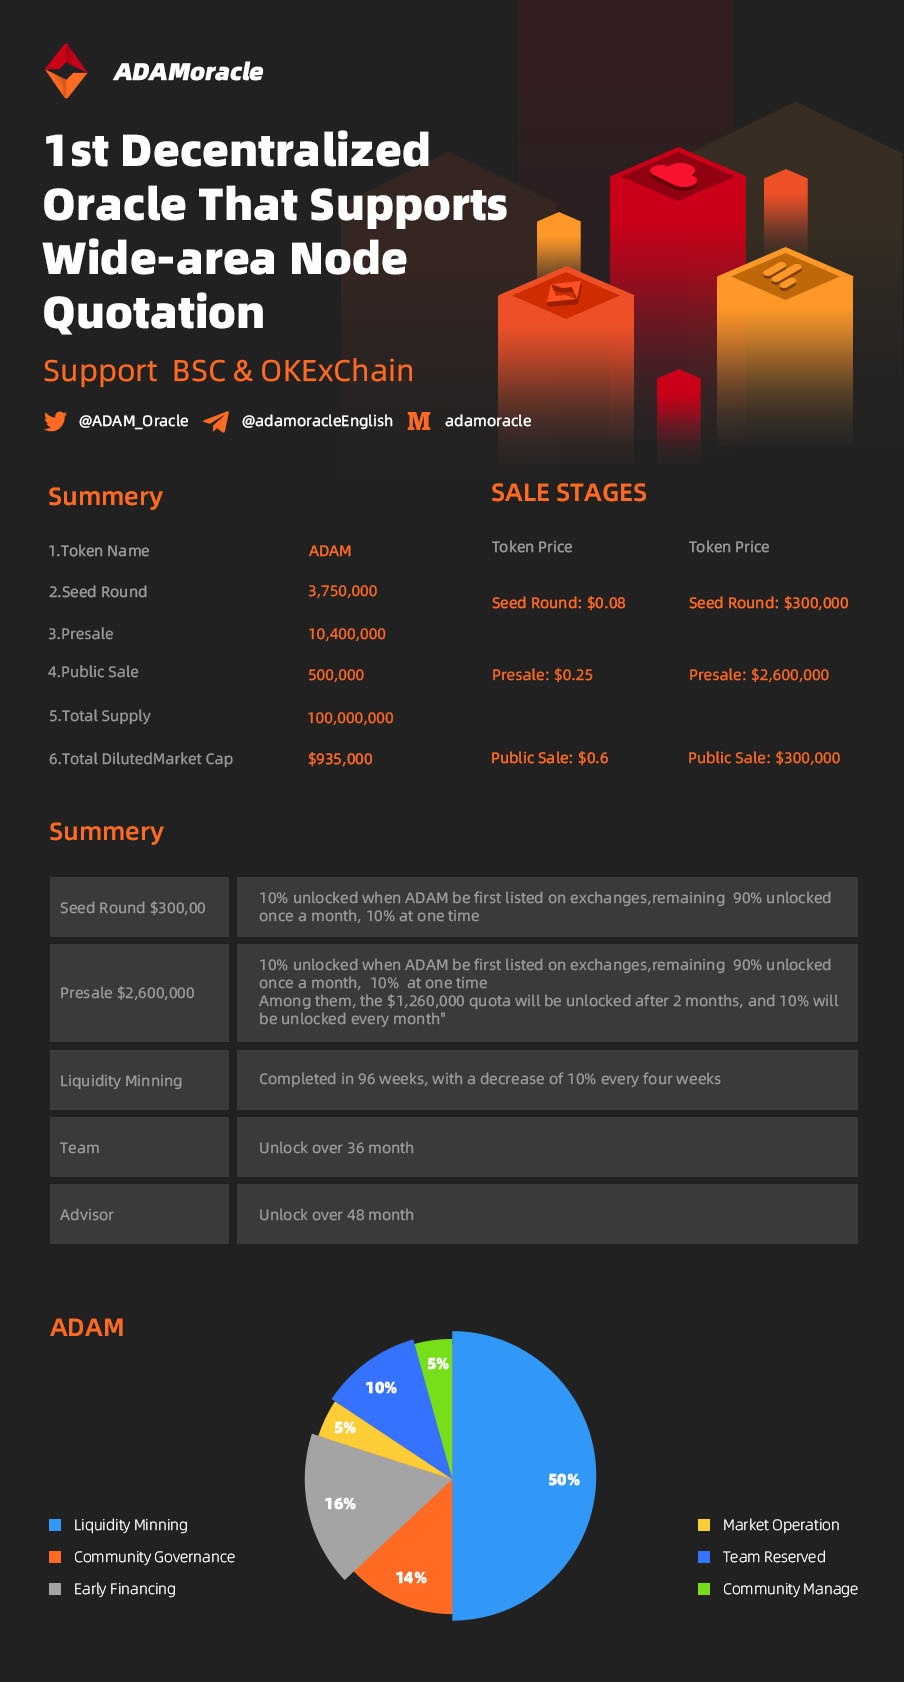 ADAMoracle
1st Decentralized
Oracle That Supports
Wide-area Node
Quotation
Support BSC & OKExChain
@ADAM_Oracle @adamoracleEnglish M adamoracle
Summery
1.Token Name ADAM
2.Seed Round 3,750,000
3.Presale 10,400,000
4.Public Sale 500,000
5.Total Supply 100,000,000
6.Total DilutedMarket Cap $935,000
SALE STAGES
Token Price Token Price
Seed Round: $0.08 Seed Round: $300,000
Presale: $0.25 Presale: $2,600,000
Public Sale: $0.6 Public Sale: $300,000
Summery
Seed Round $300,00
10% unlocked when ADAM be first listed on exchanges,remaining 90% unlocked
once a month, 10% at one time
Presale $2,600,000
10% unlocked when ADAM be first listed on exchanges,remaining 90% unlocked
once a month, 10% at one time
Among them, the $1,260,000 quota will be unlocked after 2 months, and 10% will
be unlocked every month"
Liquidity Minning
Completed in 96 weeks, with a decrease of 10% every four weeks
Team
Unlock over 36 month
Advisor
Unlock over 48 month
ADAM
5%
10%
5%
50%
16%
14%
Liquidity Minning
Community Governance
Early Financing
Market Operation
Team Reserved
Community Manage